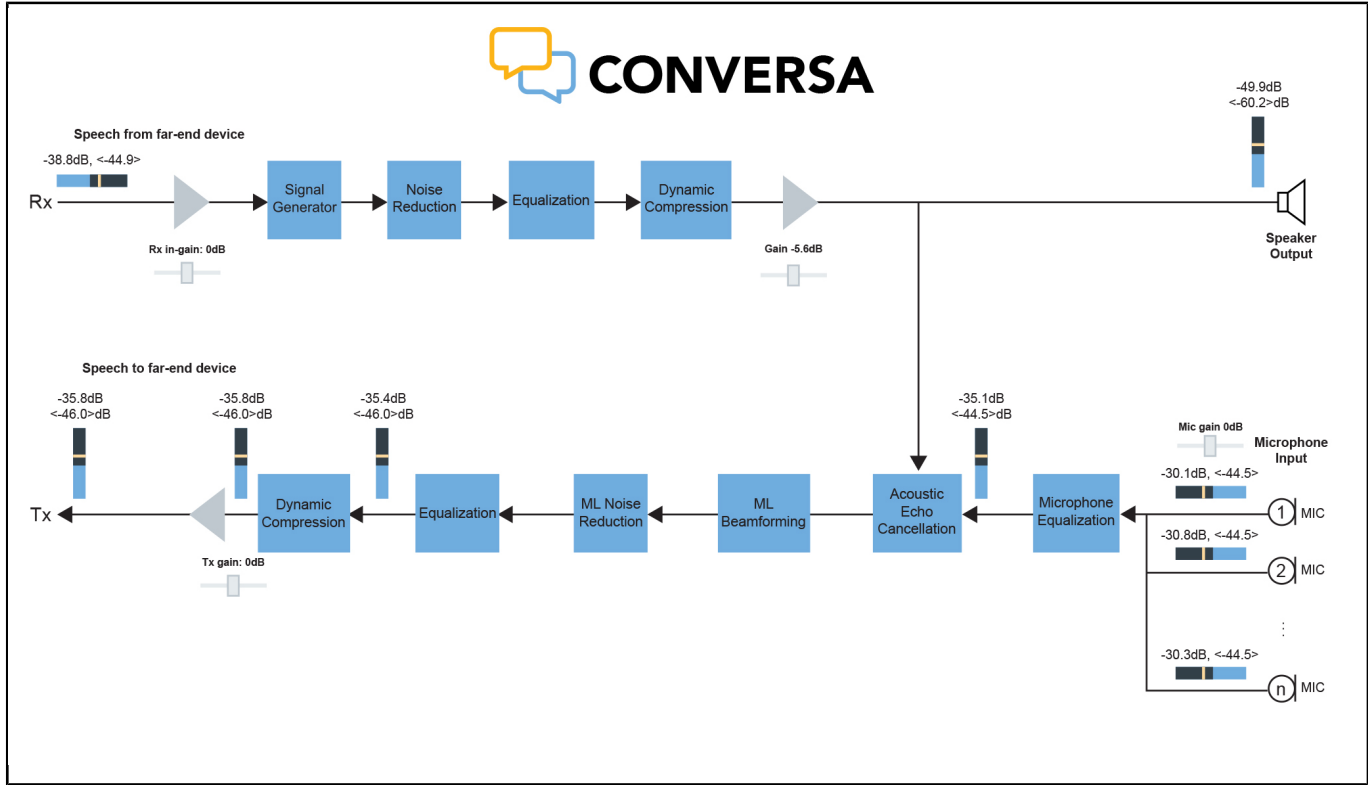 CONVERSA
-49.9dB
<-60.2>dB
Speech from far-end device
-38.8dB, <-44.9>
Rx
Signal
Generator
Noise
Reduction
Equalization
Dynamic
Compression
Rx in-gain: 0dB
Gain -5.6dB
Speaker
Output
Speech to far-end device
-35.8dB
<-46.0>dB
-35.8dB
<-46.0>dB
-35.4dB
<-46.0>dB
-35.1dB
<-44.5>dB
Mic gain 0dB
Microphone
Input
-30.1dB, <-44.5>
Tx
Dynamic
Compression
Equalization
ML Noise
Reduction
ML
Beamforming
Acoustic
Echo
Cancellation
Microphone
Equalization
1 MIC
-30.8dB, <-44.5>
2 MIC
Tx gain: 0dB
-30.3dB, <-44.5>
n MIC